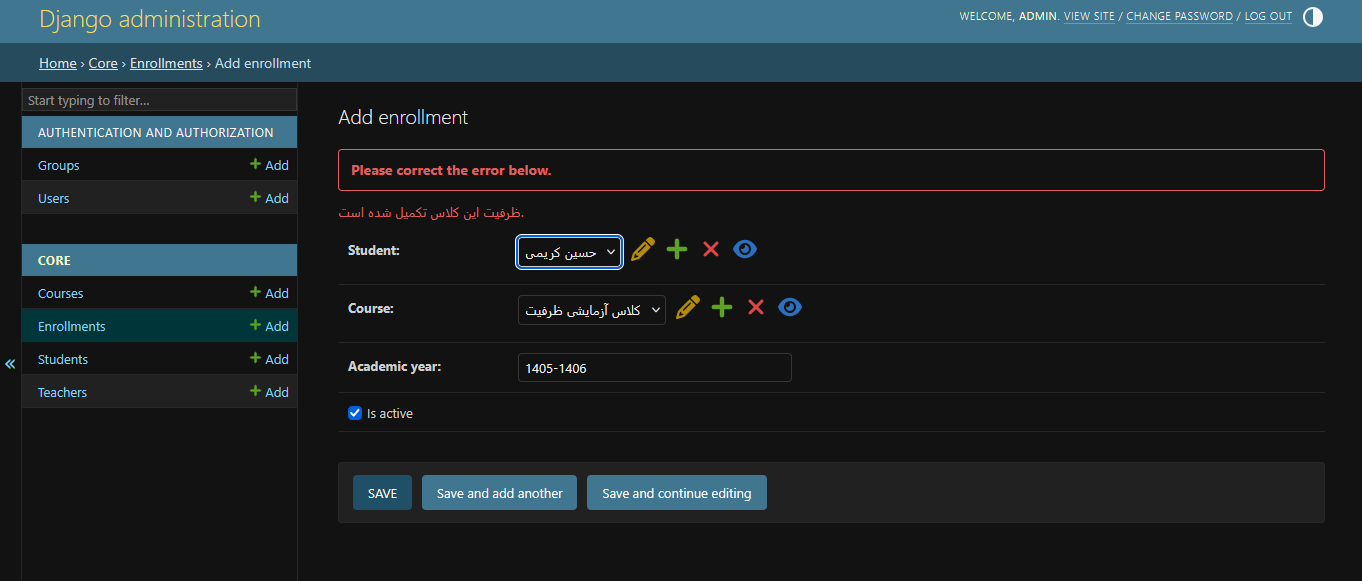 Django administration
WELCOME, ADMIN. VIEW SITE / CHANGE PASSWORD / LOG OUT
Home › Core › Enrollments › Add enrollment
Start typing to filter...
AUTHENTICATION AND AUTHORIZATION
Groups
Add
Users
Add
CORE
Courses
Add
Enrollments
Add
Students
Add
Teachers
Add
«
Add enrollment
Please correct the error below.
ظرفیت این کلاس تکمیل شده است.
Student:
حسین کریمی
Course:
کلاس آزمایشی ظرفیت
Academic year:
1405-1406
Is active
SAVE
Save and add another
Save and continue editing